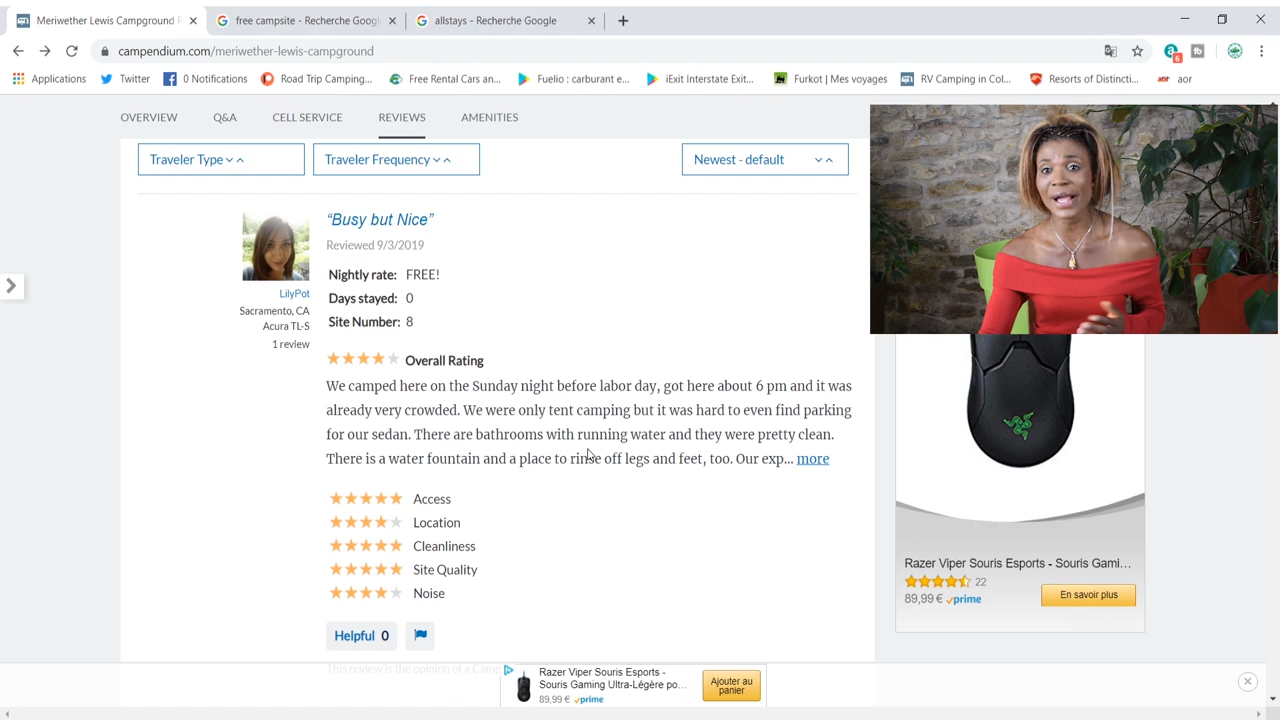 Meriwether Lewis Campground
free campsite - Recherche Googl
allstays - Recherche Google
campendium.com/meriwether-lewis-campground
6
Applications
Twitter
0 Notifications
Road Trip Camping...
Free Rental Cars an...
Fuelio : carburant e...
iExit Interstate Exit...
Furkot | Mes voyages
RV Camping in Col...
Resorts of Distincti...
aor
OVERVIEW
Q&A
CELL SERVICE
REVIEWS
AMENITIES
Traveler Type
Traveler Frequency
Newest - default
“Busy but Nice”
Reviewed 9/3/2019
Nightly rate: FREE!
LilyPot
Days stayed: 0
Sacramento, CA
Site Number: 8
Acura TL-S
1 review
Overall Rating
We camped here on the Sunday night before labor day, got here about 6 pm and it was
already very crowded. We were only tent camping but it was hard to even find parking
for our sedan. There are bathrooms with running water and they were pretty clean.
There is a water fountain and a place to rinse off legs and feet, too. Our exp... more
Access
Location
Cleanliness
Site Quality
Noise
Helpful 0
This review is the opinion of a Camp
Razer Viper Souris Esports - Souris Gami...
22
89,99 € prime
En savoir plus
Razer Viper Souris Esports -
Souris Gaming Ultra-Légère po...
89,99 € prime
Ajouter au
panier